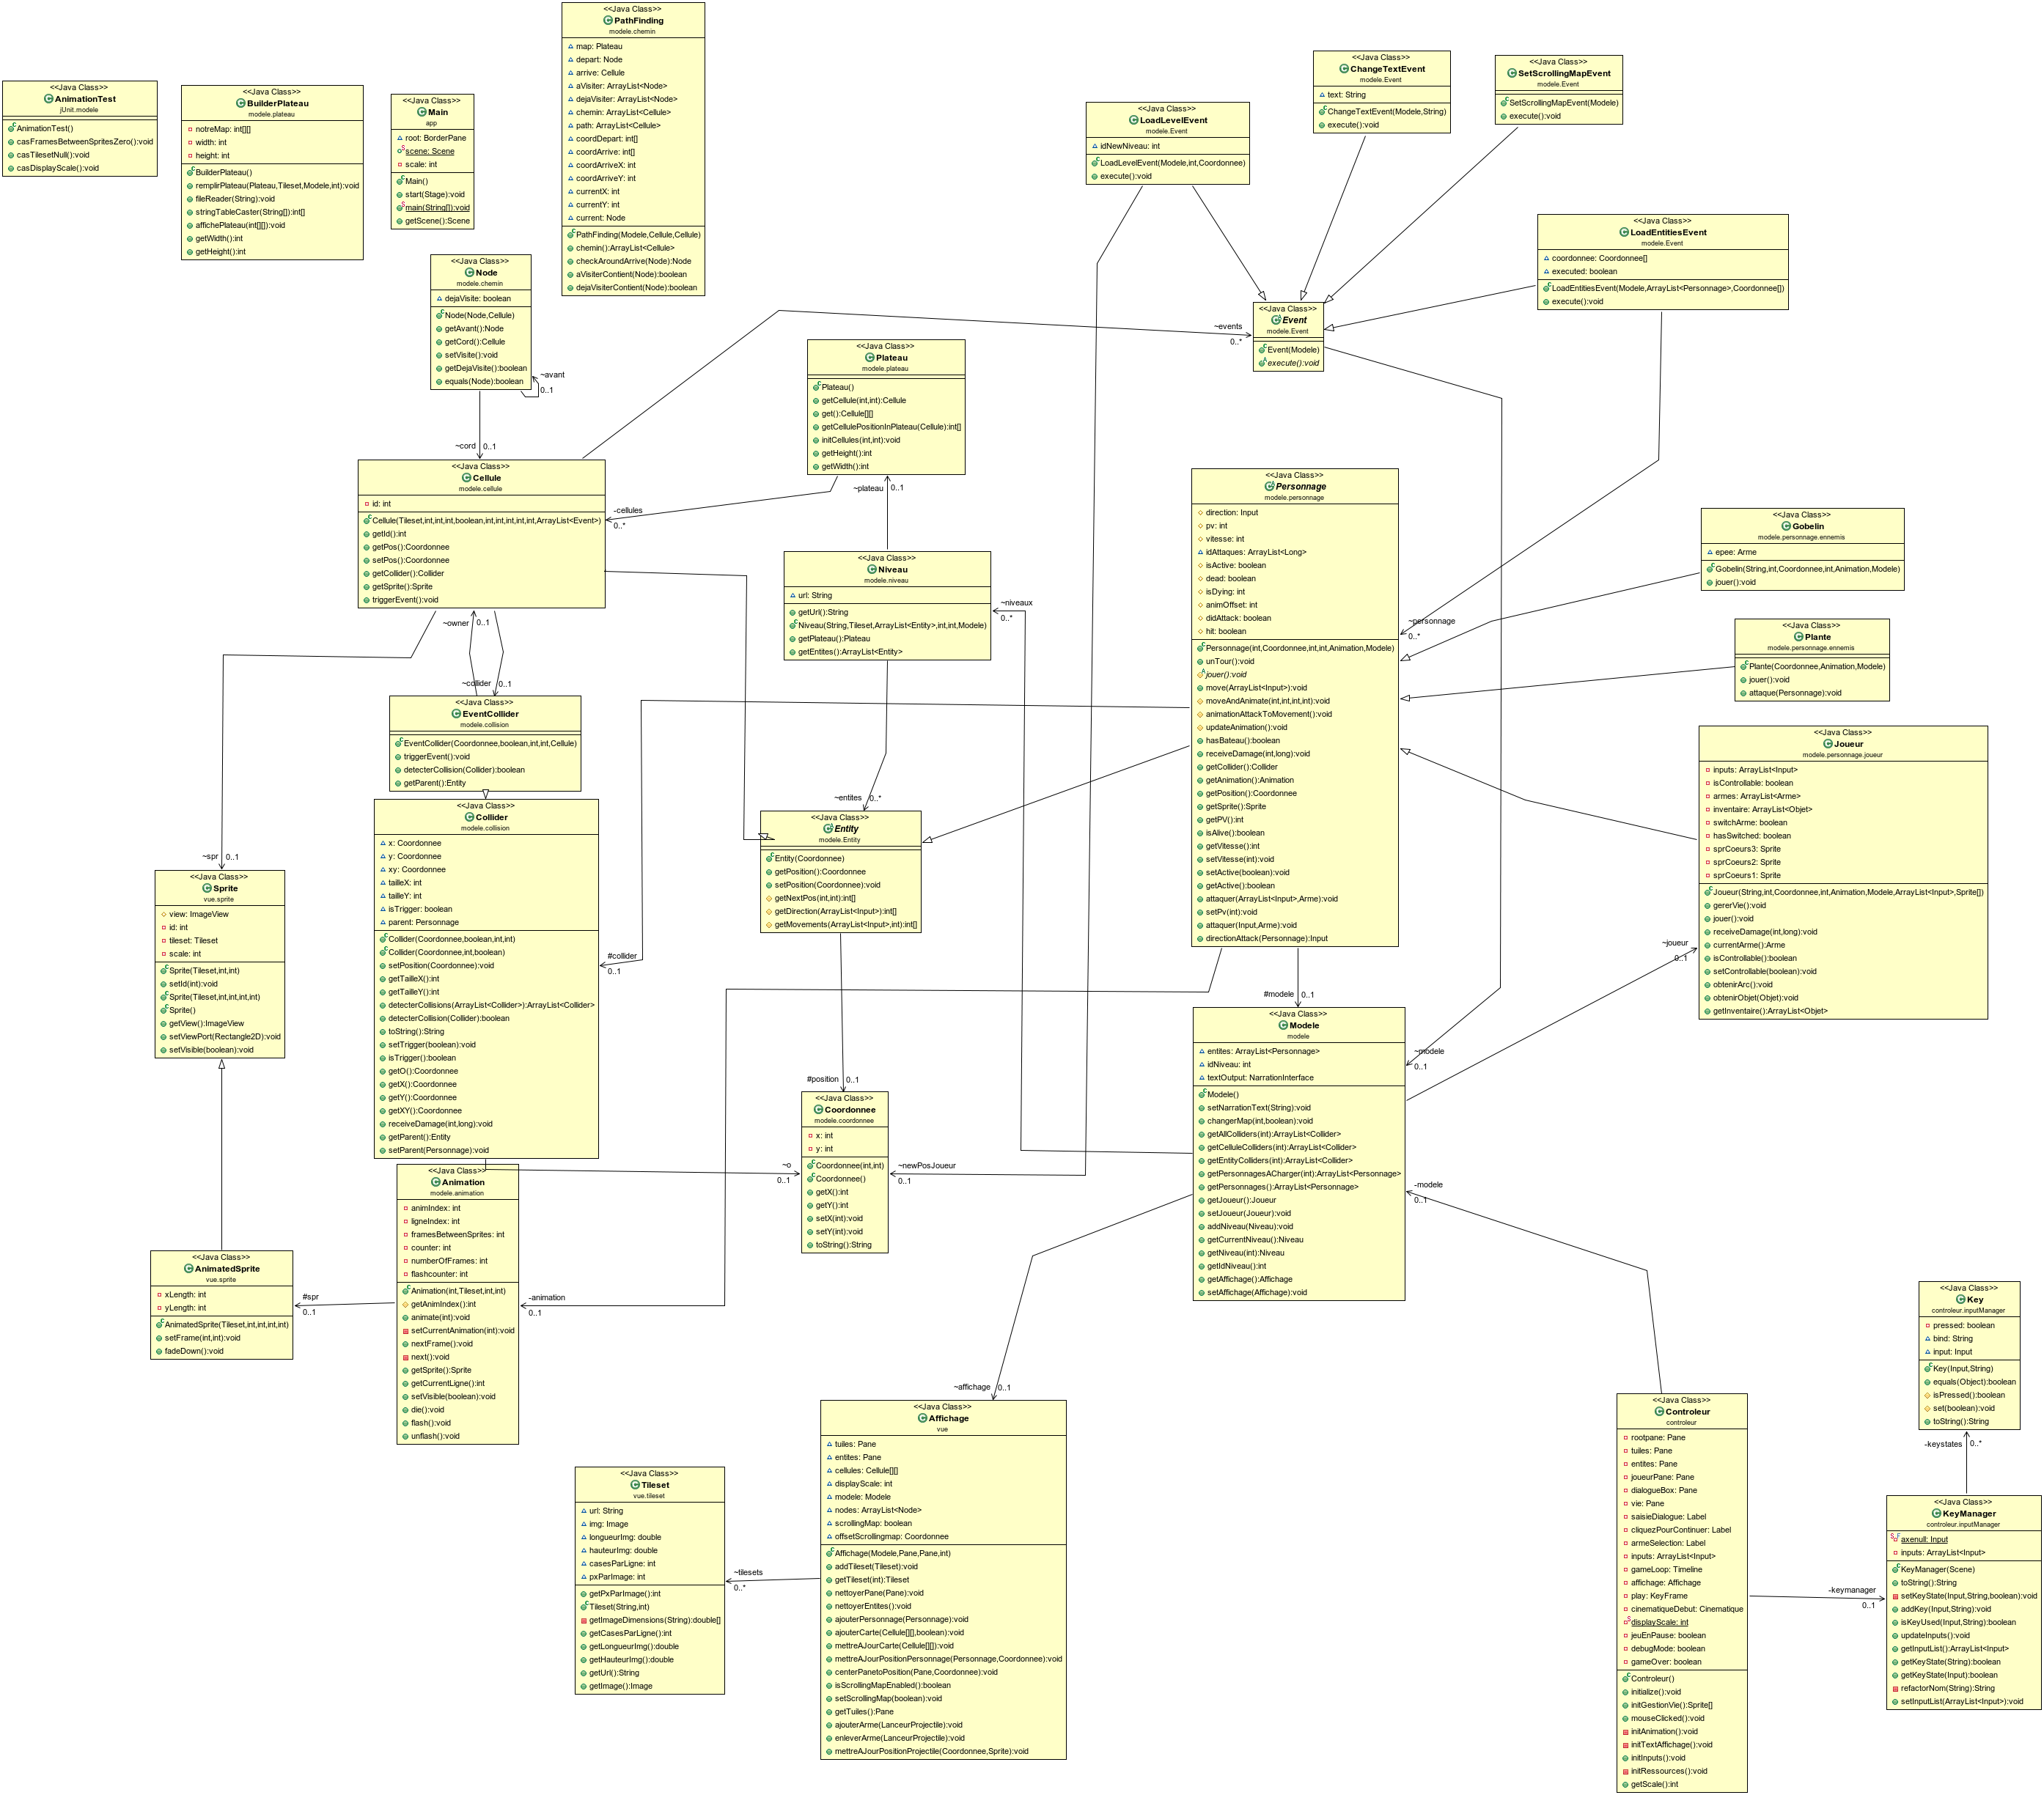 <<Java Class>>
PathFinding
modele.chemin
map: Plateau
depart: Node
arrive: Cellule
aVisiter: ArrayList<Node>
dejaVisiter: ArrayList<Node>
chemin: ArrayList<Cellule>
path: ArrayList<Cellule>
coordDepart: int[]
coordArrive: int[]
coordArriveX: int
coordArriveY: int
currentX: int
currentY: int
current: Node
PathFinding(Modele,Cellule,Cellule)
chemin():ArrayList<Cellule>
checkAroundArrive(Node):Node
aVisiterContient(Node):boolean
dejaVisiterContient(Node):boolean
<<Java Class>>
AnimationTest
jUnit.modele
AnimationTest()
casFramesBetweenSpritesZero():void
casTilesetNull():void
casDisplayScale():void
<<Java Class>>
BuilderPlateau
modele.plateau
notreMap: int[][]
width: int
height: int
BuilderPlateau()
remplirPlateau(Plateau,Tileset,Modele,int):void
fileReader(String):void
stringTableCaster(String[]):int[]
affichePlateau(int[][]):void
getWidth():int
getHeight():int
<<Java Class>>
Main
app
root: BorderPane
scene: Scene
scale: int
Main()
start(Stage):void
main(String[]):void
getScene():Scene
<<Java Class>>
LoadLevelEvent
modele.Event
idNewNiveau: int
LoadLevelEvent(Modele,int,Coordonnee)
execute():void
<<Java Class>>
ChangeTextEvent
modele.Event
text: String
ChangeTextEvent(Modele,String)
execute():void
<<Java Class>>
SetScrollingMapEvent
modele.Event
SetScrollingMapEvent(Modele)
execute():void
<<Java Class>>
LoadEntitiesEvent
modele.Event
coordonnee: Coordonnee[]
executed: boolean
LoadEntitiesEvent(Modele,ArrayList<Personnage>,Coordonnee[])
execute():void
<<Java Class>>
Node
modele.chemin
dejaVisite: boolean
Node(Node,Cellule)
getAvant():Node
getCord():Cellule
setVisite():void
getDejaVisite():boolean
equals(Node):boolean
~avant
0..1
~cord
0..1
~events
0..*
<<Java Class>>
Event
modele.Event
Event(Modele)
execute():void
<<Java Class>>
Plateau
modele.plateau
Plateau()
getCellule(int,int):Cellule
get():Cellule[][]
getCellulePositionInPlateau(Cellule):int[]
initCellules(int,int):void
getHeight():int
getWidth():int
~plateau
0..1
<<Java Class>>
Cellule
modele.cellule
id: int
Cellule(Tileset,int,int,int,boolean,int,int,int,int,int,ArrayList<Event>)
getId():int
getPos():Coordonnee
setPos():Coordonnee
getCollider():Collider
getSprite():Sprite
triggerEvent():void
-cellules
0..*
~owner
0..1
~collider
0..1
<<Java Class>>
Niveau
modele.niveau
url: String
getUrl():String
Niveau(String,Tileset,ArrayList<Entity>,int,int,Modele)
getPlateau():Plateau
getEntites():ArrayList<Entity>
~niveaux
0..*
~entites
0..*
<<Java Class>>
Personnage
modele.personnage
direction: Input
pv: int
vitesse: int
idAttaques: ArrayList<Long>
isActive: boolean
dead: boolean
isDying: int
animOffset: int
didAttack: boolean
hit: boolean
Personnage(int,Coordonnee,int,int,Animation,Modele)
unTour():void
jouer():void
move(ArrayList<Input>):void
moveAndAnimate(int,int,int,int):void
animationAttackToMovement():void
updateAnimation():void
hasBateau():boolean
receiveDamage(int,long):void
getCollider():Collider
getAnimation():Animation
getPosition():Coordonnee
getSprite():Sprite
getPV():int
isAlive():boolean
getVitesse():int
setVitesse(int):void
setActive(boolean):void
getActive():boolean
attaquer(ArrayList<Input>,Arme):void
setPv(int):void
attaquer(Input,Arme):void
directionAttack(Personnage):Input
~personnage
0..*
<<Java Class>>
Gobelin
modele.personnage.ennemis
epee: Arme
Gobelin(String,int,Coordonnee,int,Animation,Modele)
jouer():void
<<Java Class>>
Plante
modele.personnage.ennemis
Plante(Coordonnee,Animation,Modele)
jouer():void
attaque(Personnage):void
<<Java Class>>
Joueur
modele.personnage.joueur
inputs: ArrayList<Input>
isControllable: boolean
armes: ArrayList<Arme>
inventaire: ArrayList<Objet>
switchArme: boolean
hasSwitched: boolean
sprCoeurs3: Sprite
sprCoeurs2: Sprite
sprCoeurs1: Sprite
Joueur(String,int,Coordonnee,int,Animation,Modele,ArrayList<Input>,Sprite[])
gererVie():void
jouer():void
receiveDamage(int,long):void
currentArme():Arme
isControllable():boolean
setControllable(boolean):void
obtenirArc():void
obtenirObjet(Objet):void
getInventaire():ArrayList<Objet>
~joueur
0..1
<<Java Class>>
EventCollider
modele.collision
EventCollider(Coordonnee,boolean,int,int,Cellule)
triggerEvent():void
detecterCollision(Collider):boolean
getParent():Entity
<<Java Class>>
Collider
modele.collision
x: Coordonnee
y: Coordonnee
xy: Coordonnee
tailleX: int
tailleY: int
isTrigger: boolean
parent: Personnage
Collider(Coordonnee,boolean,int,int)
Collider(Coordonnee,int,boolean)
setPosition(Coordonnee):void
getTailleX():int
getTailleY():int
detecterCollisions(ArrayList<Collider>):ArrayList<Collider>
detecterCollision(Collider):boolean
toString():String
setTrigger(boolean):void
isTrigger():boolean
getO():Coordonnee
getX():Coordonnee
getY():Coordonnee
getXY():Coordonnee
receiveDamage(int,long):void
getParent():Entity
setParent(Personnage):void
#collider
0..1
<<Java Class>>
Entity
modele.Entity
Entity(Coordonnee)
getPosition():Coordonnee
setPosition(Coordonnee):void
getNextPos(int,int):int[]
getDirection(ArrayList<Input>):int[]
getMovements(ArrayList<Input>,int):int[]
#position
0..1
~spr
0..1
<<Java Class>>
Sprite
vue.sprite
view: ImageView
id: int
tileset: Tileset
scale: int
Sprite(Tileset,int,int)
setId(int):void
Sprite(Tileset,int,int,int,int)
Sprite()
getView():ImageView
setViewPort(Rectangle2D):void
setVisible(boolean):void
#modele
0..1
~modele
0..1
<<Java Class>>
Modele
modele
entites: ArrayList<Personnage>
idNiveau: int
textOutput: NarrationInterface
Modele()
setNarrationText(String):void
changerMap(int,boolean):void
getAllColliders(int):ArrayList<Collider>
getCelluleColliders(int):ArrayList<Collider>
getEntityColliders(int):ArrayList<Collider>
getPersonnagesACharger(int):ArrayList<Personnage>
getPersonnages():ArrayList<Personnage>
getJoueur():Joueur
setJoueur(Joueur):void
addNiveau(Niveau):void
getCurrentNiveau():Niveau
getNiveau(int):Niveau
getIdNiveau():int
getAffichage():Affichage
setAffichage(Affichage):void
-modele
0..1
<<Java Class>>
Coordonnee
modele.coordonnee
x: int
y: int
Coordonnee(int,int)
Coordonnee()
getX():int
getY():int
setX(int):void
setY(int):void
toString():String
~o
0..1
~newPosJoueur
0..1
<<Java Class>>
Animation
modele.animation
animIndex: int
ligneIndex: int
framesBetweenSprites: int
counter: int
numberOfFrames: int
flashcounter: int
Animation(int,Tileset,int,int)
getAnimIndex():int
animate(int):void
setCurrentAnimation(int):void
nextFrame():void
next():void
getSprite():Sprite
getCurrentLigne():int
setVisible(boolean):void
die():void
flash():void
unflash():void
-animation
0..1
<<Java Class>>
AnimatedSprite
vue.sprite
xLength: int
yLength: int
AnimatedSprite(Tileset,int,int,int,int)
setFrame(int,int):void
fadeDown():void
#spr
0..1
~affichage
0..1
<<Java Class>>
Affichage
vue
tuiles: Pane
entites: Pane
cellules: Cellule[][]
displayScale: int
modele: Modele
nodes: ArrayList<Node>
scrollingMap: boolean
offsetScrollingmap: Coordonnee
Affichage(Modele,Pane,Pane,int)
addTileset(Tileset):void
getTileset(int):Tileset
nettoyerPane(Pane):void
nettoyerEntites():void
ajouterPersonnage(Personnage):void
ajouterCarte(Cellule[][],boolean):void
mettreAJourCarte(Cellule[][]):void
mettreAJourPositionPersonnage(Personnage,Coordonnee):void
centerPanetoPosition(Pane,Coordonnee):void
isScrollingMapEnabled():boolean
setScrollingMap(boolean):void
getTuiles():Pane
ajouterArme(LanceurProjectile):void
enleverArme(LanceurProjectile):void
mettreAJourPositionProjectile(Coordonnee,Sprite):void
<<Java Class>>
Tileset
vue.tileset
url: String
img: Image
longueurImg: double
hauteurImg: double
casesParLigne: int
pxParImage: int
getPxParImage():int
Tileset(String,int)
getImageDimensions(String):double[]
getCasesParLigne():int
getLongueurImg():double
getHauteurImg():double
getUrl():String
getImage():Image
~tilesets
0..*
<<Java Class>>
Controleur
controleur
rootpane: Pane
tuiles: Pane
entites: Pane
joueurPane: Pane
dialogueBox: Pane
vie: Pane
saisieDialogue: Label
cliquezPourContinuer: Label
armeSelection: Label
inputs: ArrayList<Input>
gameLoop: Timeline
affichage: Affichage
play: KeyFrame
cinematiqueDebut: Cinematique
displayScale: int
jeuEnPause: boolean
debugMode: boolean
gameOver: boolean
Controleur()
initialize():void
initGestionVie():Sprite[]
mouseClicked():void
initAnimation():void
initTextAffichage():void
initInputs():void
initRessources():void
getScale():int
<<Java Class>>
Key
controleur.inputManager
pressed: boolean
bind: String
input: Input
Key(Input,String)
equals(Object):boolean
isPressed():boolean
set(boolean):void
toString():String
-keystates
0..*
<<Java Class>>
KeyManager
controleur.inputManager
axenull: Input
inputs: ArrayList<Input>
KeyManager(Scene)
toString():String
setKeyState(Input,String,boolean):void
addKey(Input,String):void
isKeyUsed(Input,String):boolean
updateInputs():void
getInputList():ArrayList<Input>
getKeyState(String):boolean
getKeyState(Input):boolean
refactorNom(String):String
setInputList(ArrayList<Input>):void
-keymanager
0..1